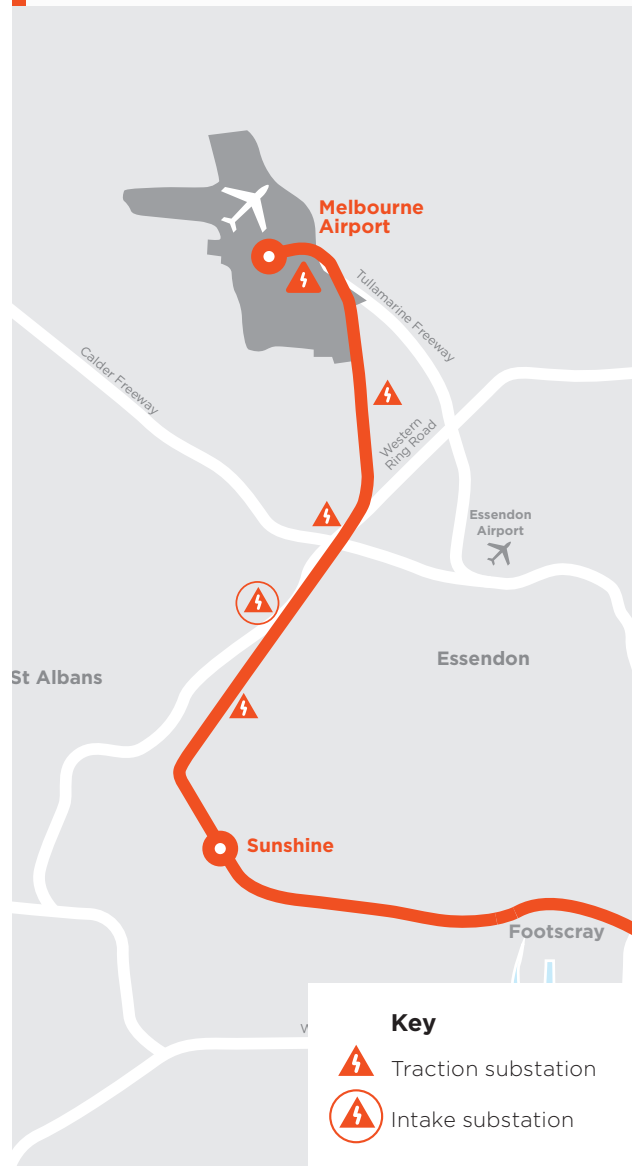 Melbourne
Airport
Tullamarine Freeway
Calder Freeway
Western
Ring Road
Essendon
Airport
Essendon
St Albans
Sunshine
Footscray
Key
Traction substation
Intake substation